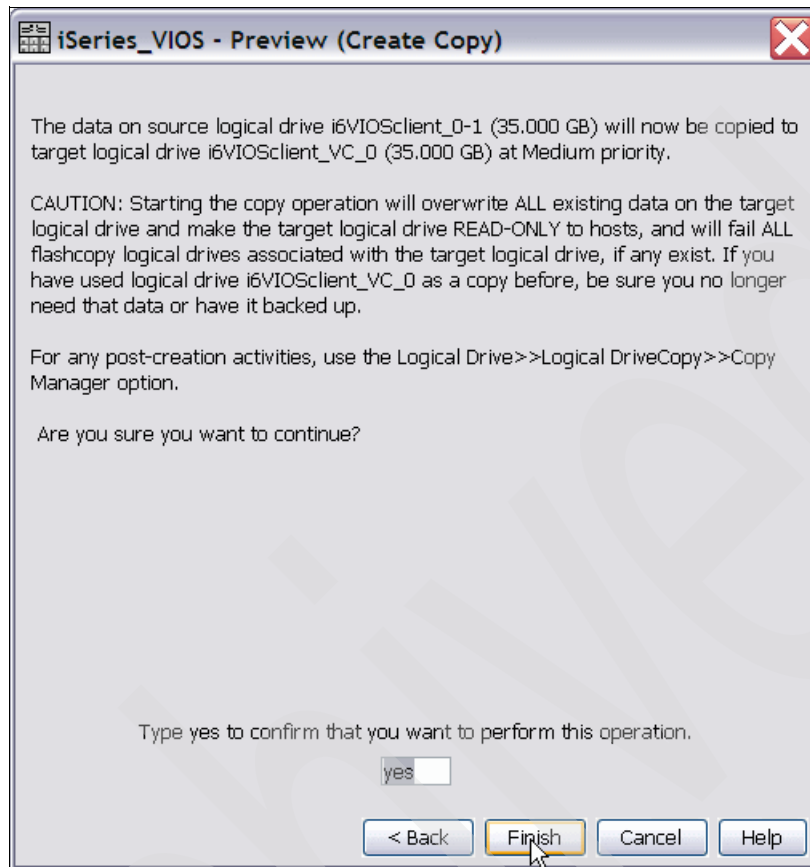 iSeries_VIOS - Preview (Create Copy)
The data on source logical drive i6VIOSclient_0-1 (35.000 GB) will now be copied to
target logical drive i6VIOSclient_VC_0 (35.000 GB) at Medium priority.
CAUTION: Starting the copy operation will overwrite ALL existing data on the target
logical drive and make the target logical drive READ-ONLY to hosts, and will fail ALL
flashcopy logical drives associated with the target logical drive, if any exist. If you
have used logical drive i6VIOSclient_VC_0 as a copy before, be sure you no longer
need that data or have it backed up.
For any post-creation activities, use the Logical Drive>>Logical DriveCopy>>Copy
Manager option.
Are you sure you want to continue?
Type yes to confirm that you want to perform this operation.
yes
< Back Finish Cancel Help